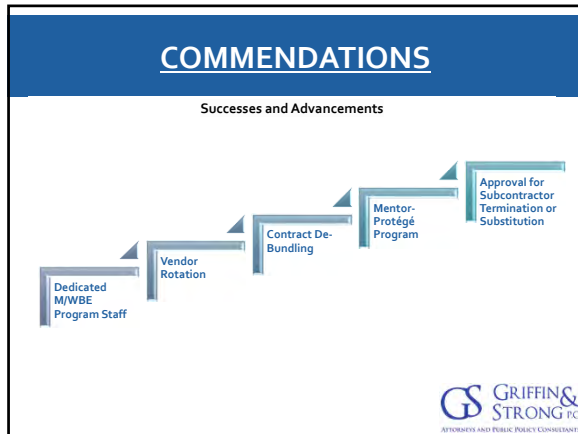 COMMENDATIONS
Successes and Advancements
Dedicated
M/WBE
Program Staff
Vendor
Rotation
Contract De-
Bundling
Mentor-
Protégé
Program
Approval for
Subcontractor
Termination or
Substitution
GS GRIFFIN &
STRONG P.C
ATTORNEYS AND PUBLIC POLICY CONSULTANT